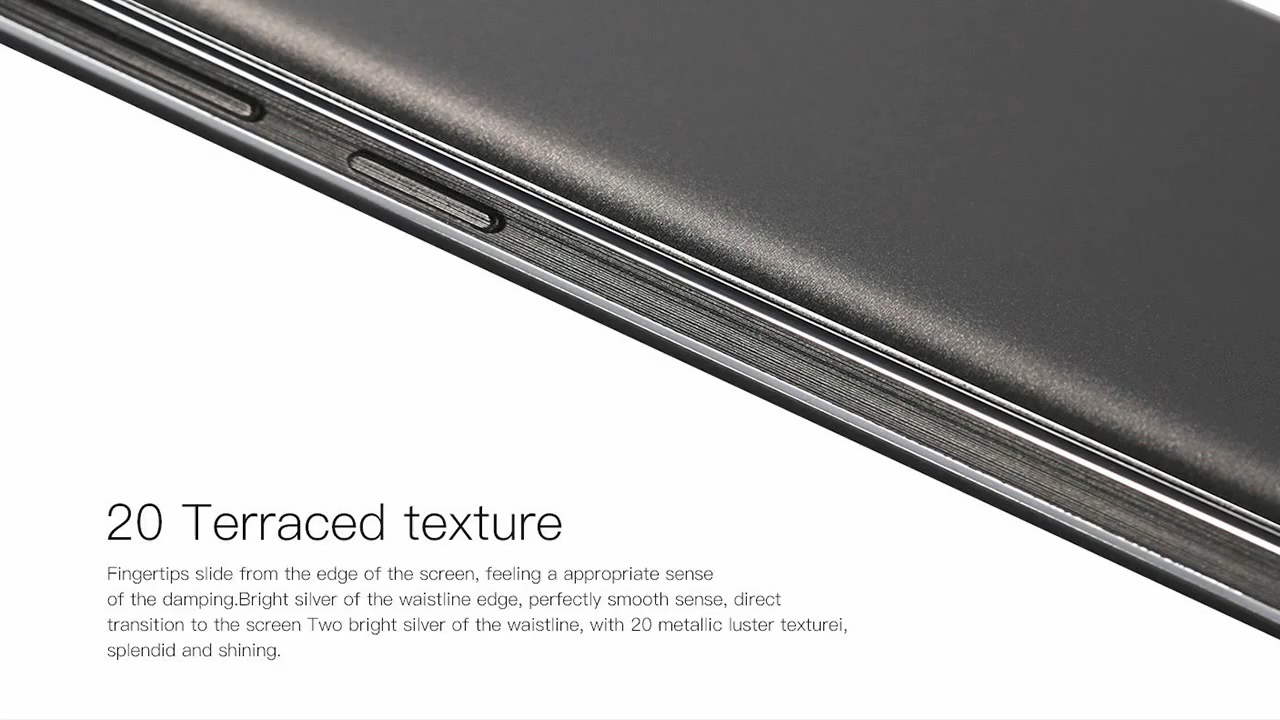 20 Terraced texture
Fingertips slide from the edge of the screen, feeling a appropriate sense
of the damping.Bright silver of the waistline edge, perfectly smooth sense, direct
transition to the screen Two bright silver of the waistline, with 20 metallic luster texturei,
splendid and shining.